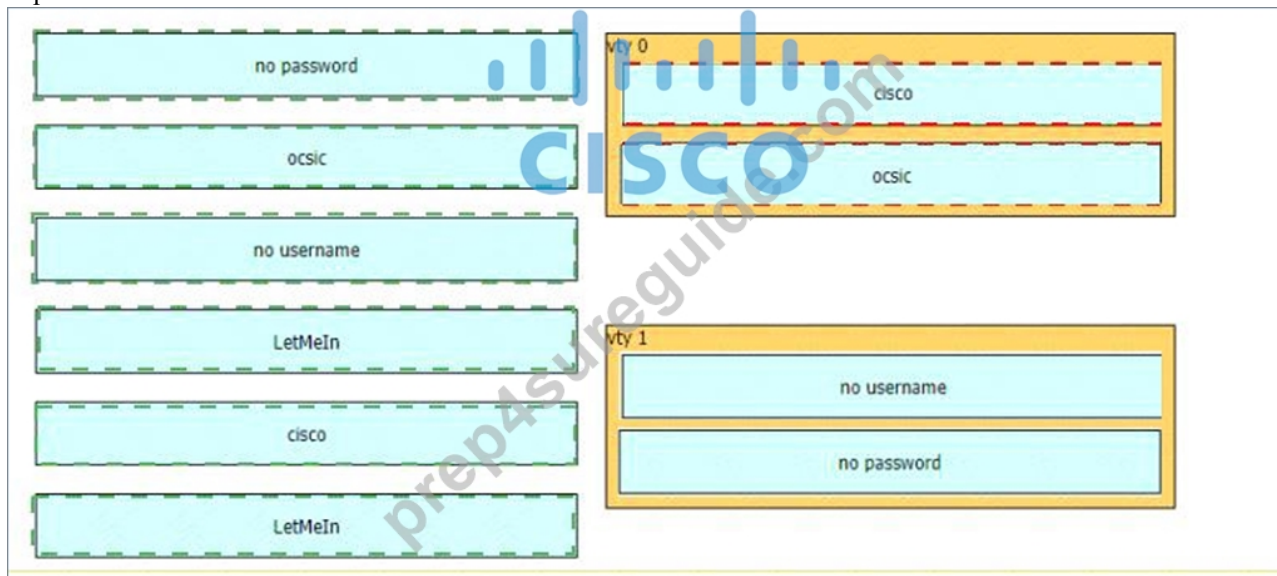 no password
ocsic
no username
LetMeIn
cisco
LetMeIn
vty 0
cisco
ocsic
vty 1
no username
no password
CISCO
prep4sureguide.com